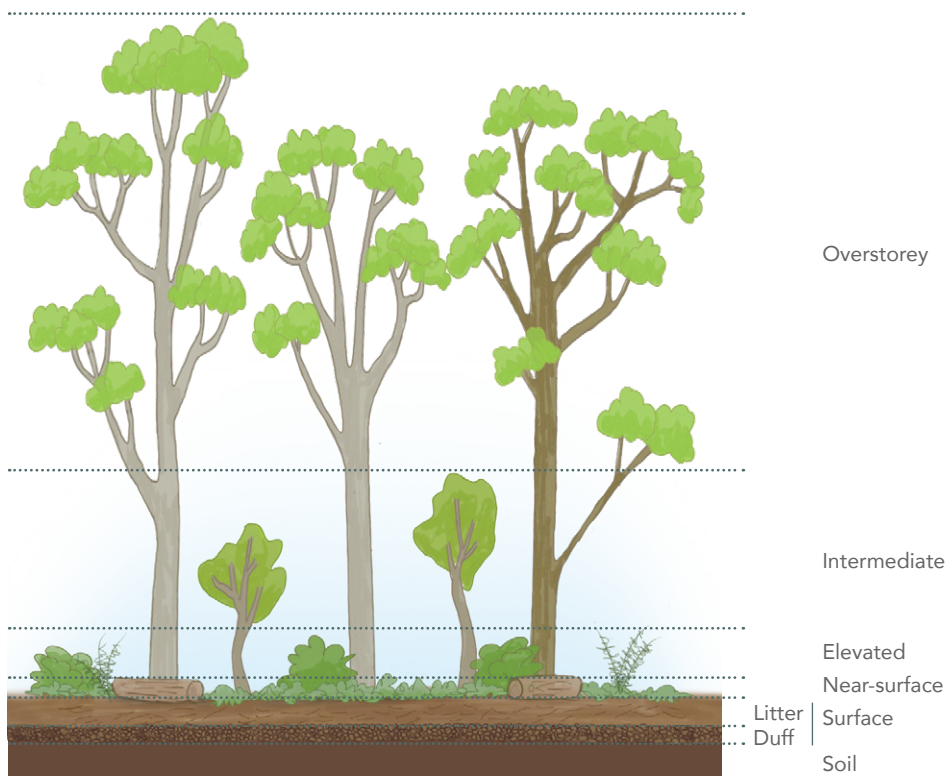 Overstorey
Intermediate
Elevated
Near-surface
Litter
Surface
Duff
Soil